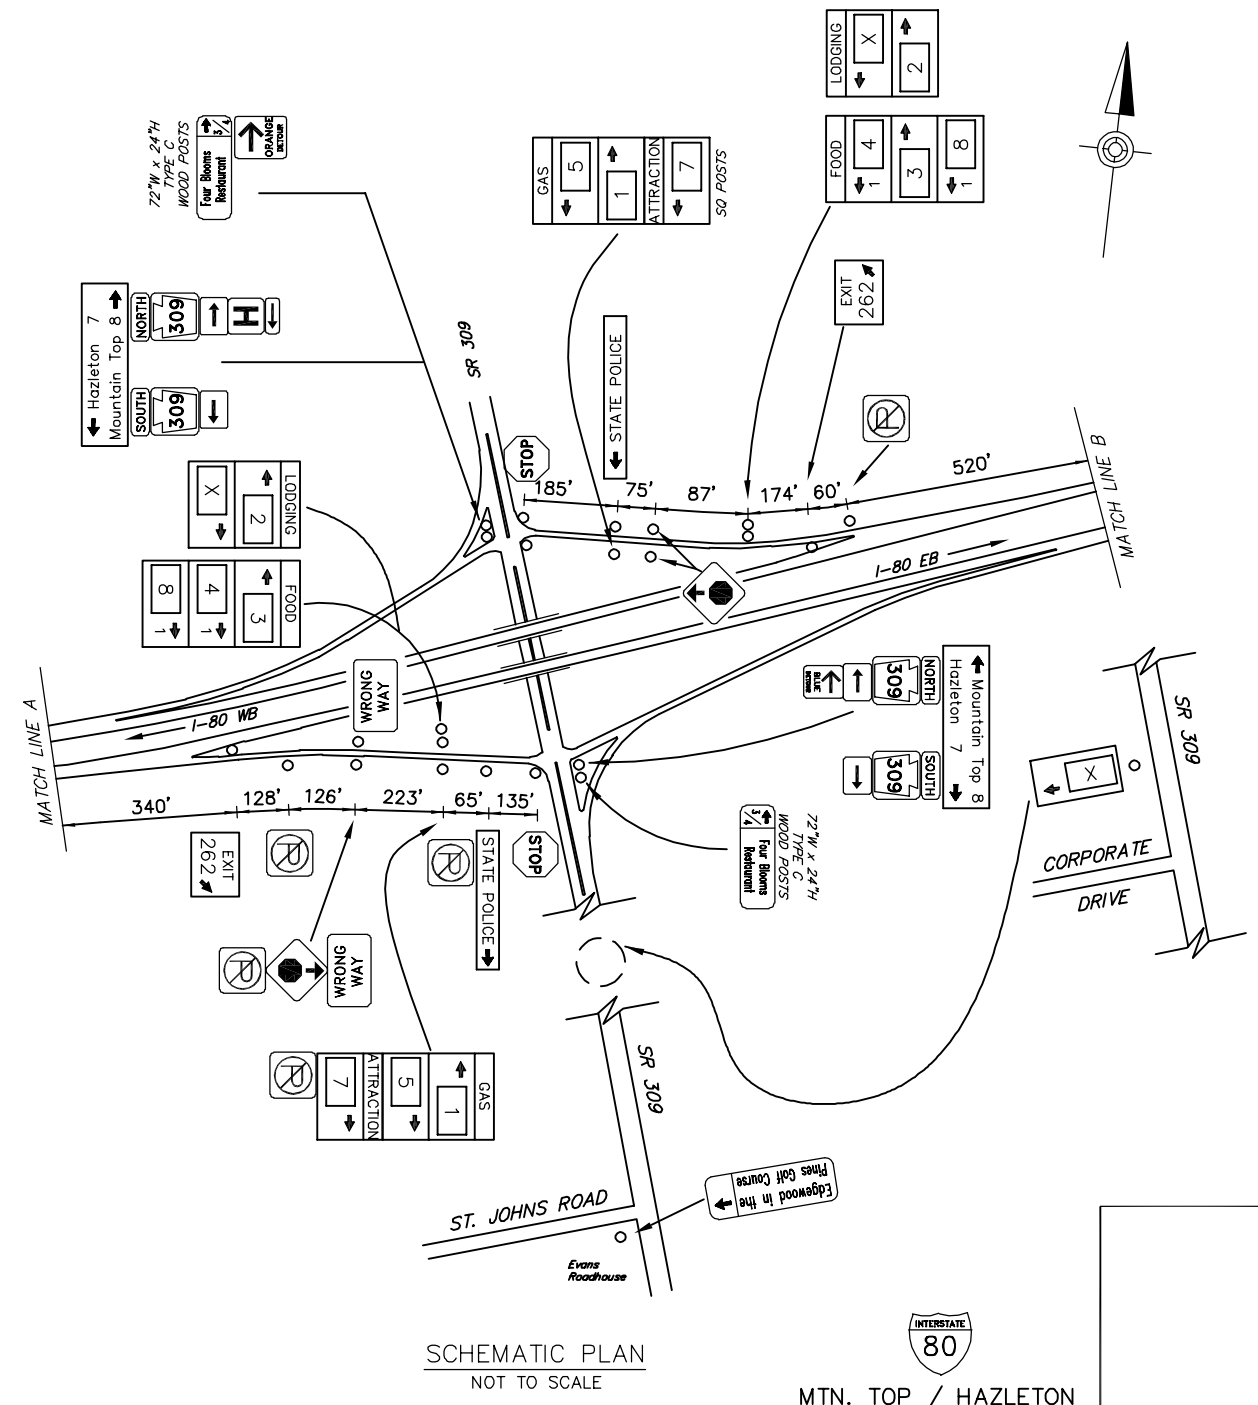 LODGING
X
2
FOOD
4
1
3
8
1
72"W x 24"H
TYPE C
WOOD POSTS
3/4
Four Blooms
Restaurant
ORANGE
DETOUR
GAS
5
1
ATTRACTION
7
SQ POSTS
EXIT
262
Hazleton 7
Mountain Top 8
NORTH
309
H
SOUTH
309
SR 309
STATE POLICE
P
STOP
185'
75'
87'
174'
60'
520'
MATCH LINE B
LODGING
2
X
FOOD
3
4
1
8
1
I-80 EB
WRONG
WAY
I-80 WB
MATCH LINE A
NORTH
309
BLUE
DETOUR
SOUTH
309
Mountain Top 8
Hazleton 7
SR 309
X
CORPORATE
DRIVE
340'
128'
126'
223'
65'
135'
EXIT
262
P
P
STATE POLICE
STOP
3/4
Four Blooms
Restaurant
72"W x 24"H
TYPE C
WOOD POSTS
P
WRONG
WAY
P
GAS
1
5
ATTRACTION
7
SR 309
Edgewood in the
Pines Golf Course
ST. JOHNS ROAD
Evans
Roadhouse
SCHEMATIC PLAN
NOT TO SCALE
INTERSTATE
80
MTN. TOP / HAZLETON